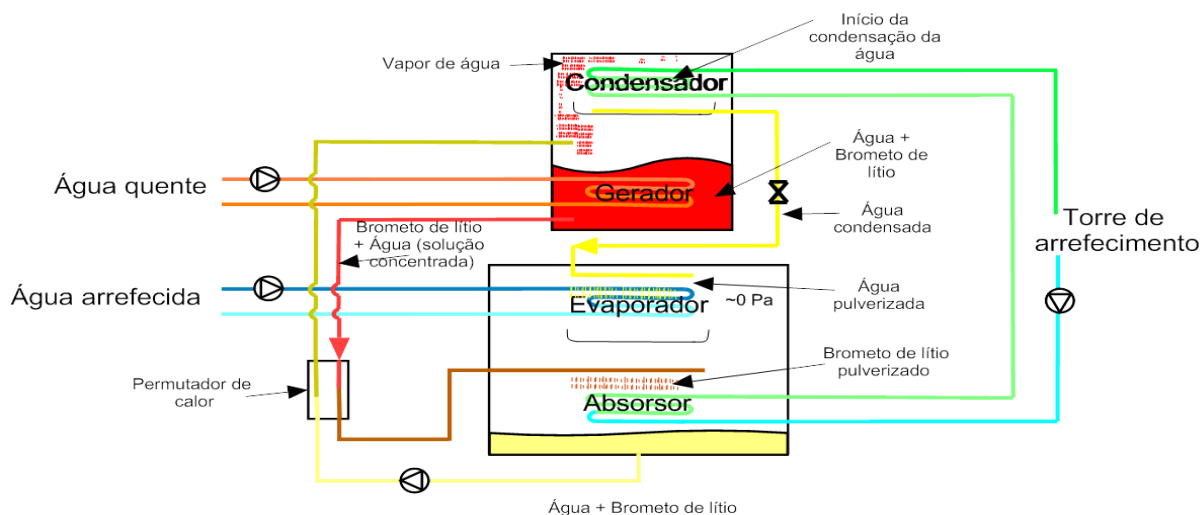 Início da
condensação da
água
Vapor de água
Condensador
Água +
Brometo de
lítio
Água quente
Gerador
Água
condensada
Torre de
arrefecimento
Brometo de lítio
+ Água (solução
concentrada)
Água arrefecida
Evaporador
~0 Pa
Água
pulverizada
Permutador de
calor
Brometo de lítio
pulverizado
Absorsor
Água + Brometo de lítio